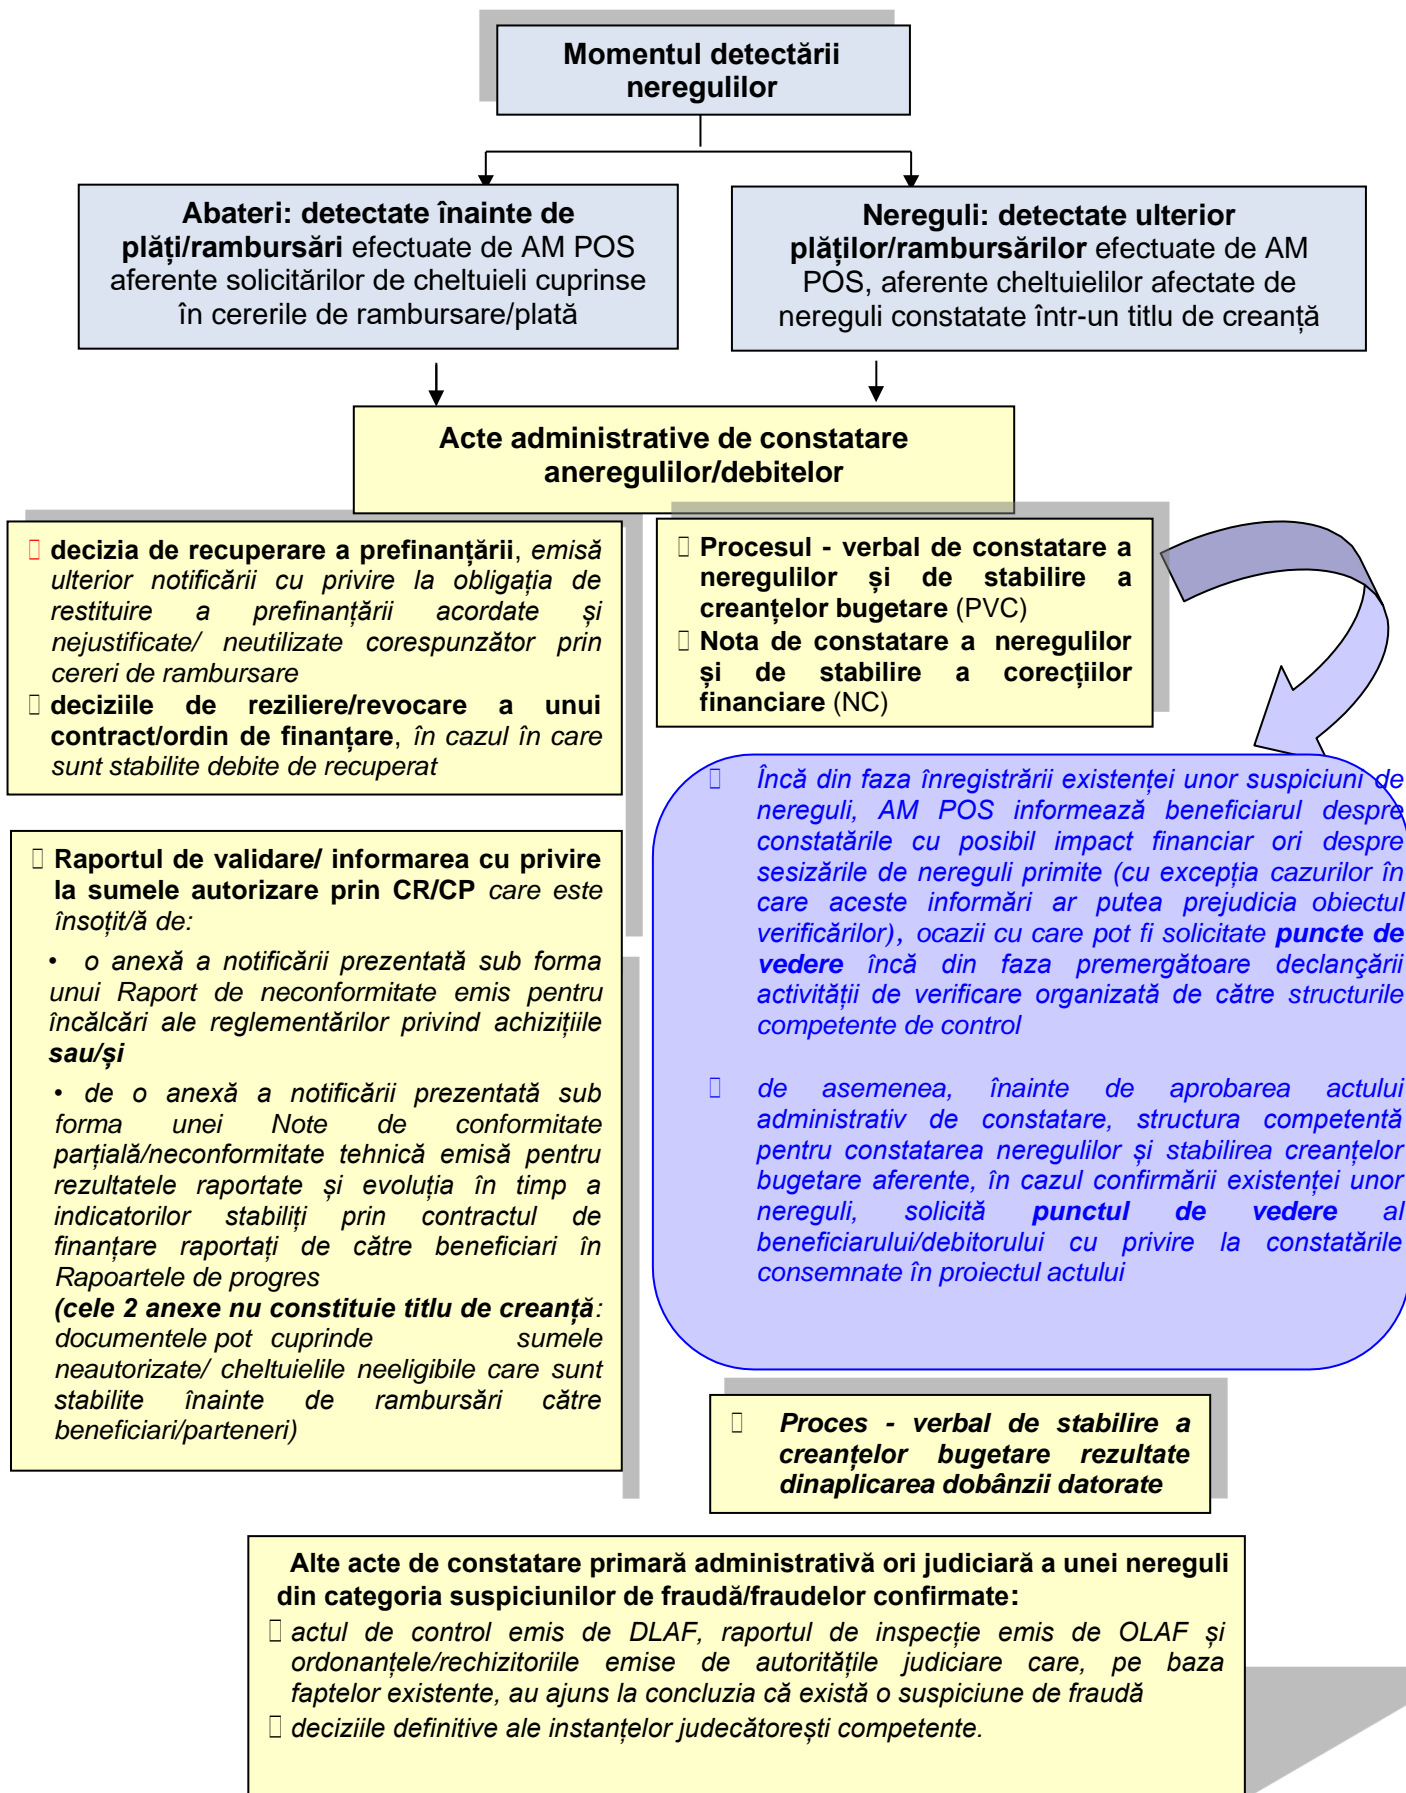 Momentul detectării
neregulilor
Abateri: detectate înainte de
plăți/rambursări efectuate de AM POS
aferente solicitărilor de cheltuieli cuprinse
în cererile de rambursare/plată
Nereguli: detectate ulterior
plăților/rambursărilor efectuate de AM
POS, aferente cheltuielilor afectate de
nereguli constatate într-un titlu de creanță
Acte administrative de constatare
aneregulilor/debitelor
decizia de recuperare a prefinanțării, emisă
ulterior notificării cu privire la obligația de
restituire a prefinanțării acordate și
nejustificate/ neutilizate corespunzător prin
cereri de rambursare
deciziile de reziliere/revocare a unui
contract/ordin de finanțare, în cazul în care
sunt stabilite debite de recuperat
Procesul - verbal de constatare a
neregulilor și de stabilire a
creanțelor bugetare (PVC)
Nota de constatare a neregulilor
și de stabilire a corecțiilor
financiare (NC)
Raportul de validare/ informarea cu privire
la sumele autorizare prin CR/CP care este
însoțit/ă de:
• o anexă a notificării prezentată sub forma
unui Raport de neconformitate emis pentru
încălcări ale reglementărilor privind achizițiile
sau/și
• de o anexă a notificării prezentată sub
forma unei Note de conformitate
parțială/neconformitate tehnică emisă pentru
rezultatele raportate și evoluția în timp a
indicatorilor stabiliți prin contractul de
finanțare raportați de către beneficiari în
Rapoartele de progres
(cele 2 anexe nu constituie titlu de creanță:
documentele pot cuprinde sumele
neautorizate/ cheltuielile neeligibile care sunt
stabilite înainte de rambursări către
beneficiari/parteneri)
Încă din faza înregistrării existenței unor suspiciuni de
nereguli, AM POS informează beneficiarul despre
constatările cu posibil impact financiar ori despre
sesizările de nereguli primite (cu excepția cazurilor în
care aceste informări ar putea prejudicia obiectul
verificărilor), ocazii cu care pot fi solicitate puncte de
vedere încă din faza premergătoare declanțării
activității de verificare organizată de către structurile
competente de control
de asemenea, înainte de aprobarea actului
administrativ de constatare, structura competentă
pentru constatarea neregulilor și stabilirea creanțelor
bugetare aferente, în cazul confirmării existenței unor
nereguli, solicită punctul de vedere al
beneficiarului/debitorului cu privire la constatările
consemnate în proiectul actului
Proces - verbal de stabilire a
creanțelor bugetare rezultate
dinaplicarea dobânzii datorate
Alte acte de constatare primară administrativă ori judiciară a unei nereguli
din categoria suspiciunilor de fraudă/fraudelor confirmate:
actul de control emis de DLAF, raportul de inspecție emis de OLAF și
ordonanțele/rechizitoriile emise de autoritățile judiciare care, pe baza
faptelor existente, au ajuns la concluzia că există o suspiciune de fraudă
deciziile definitive ale instanțelor judecătorești competente.